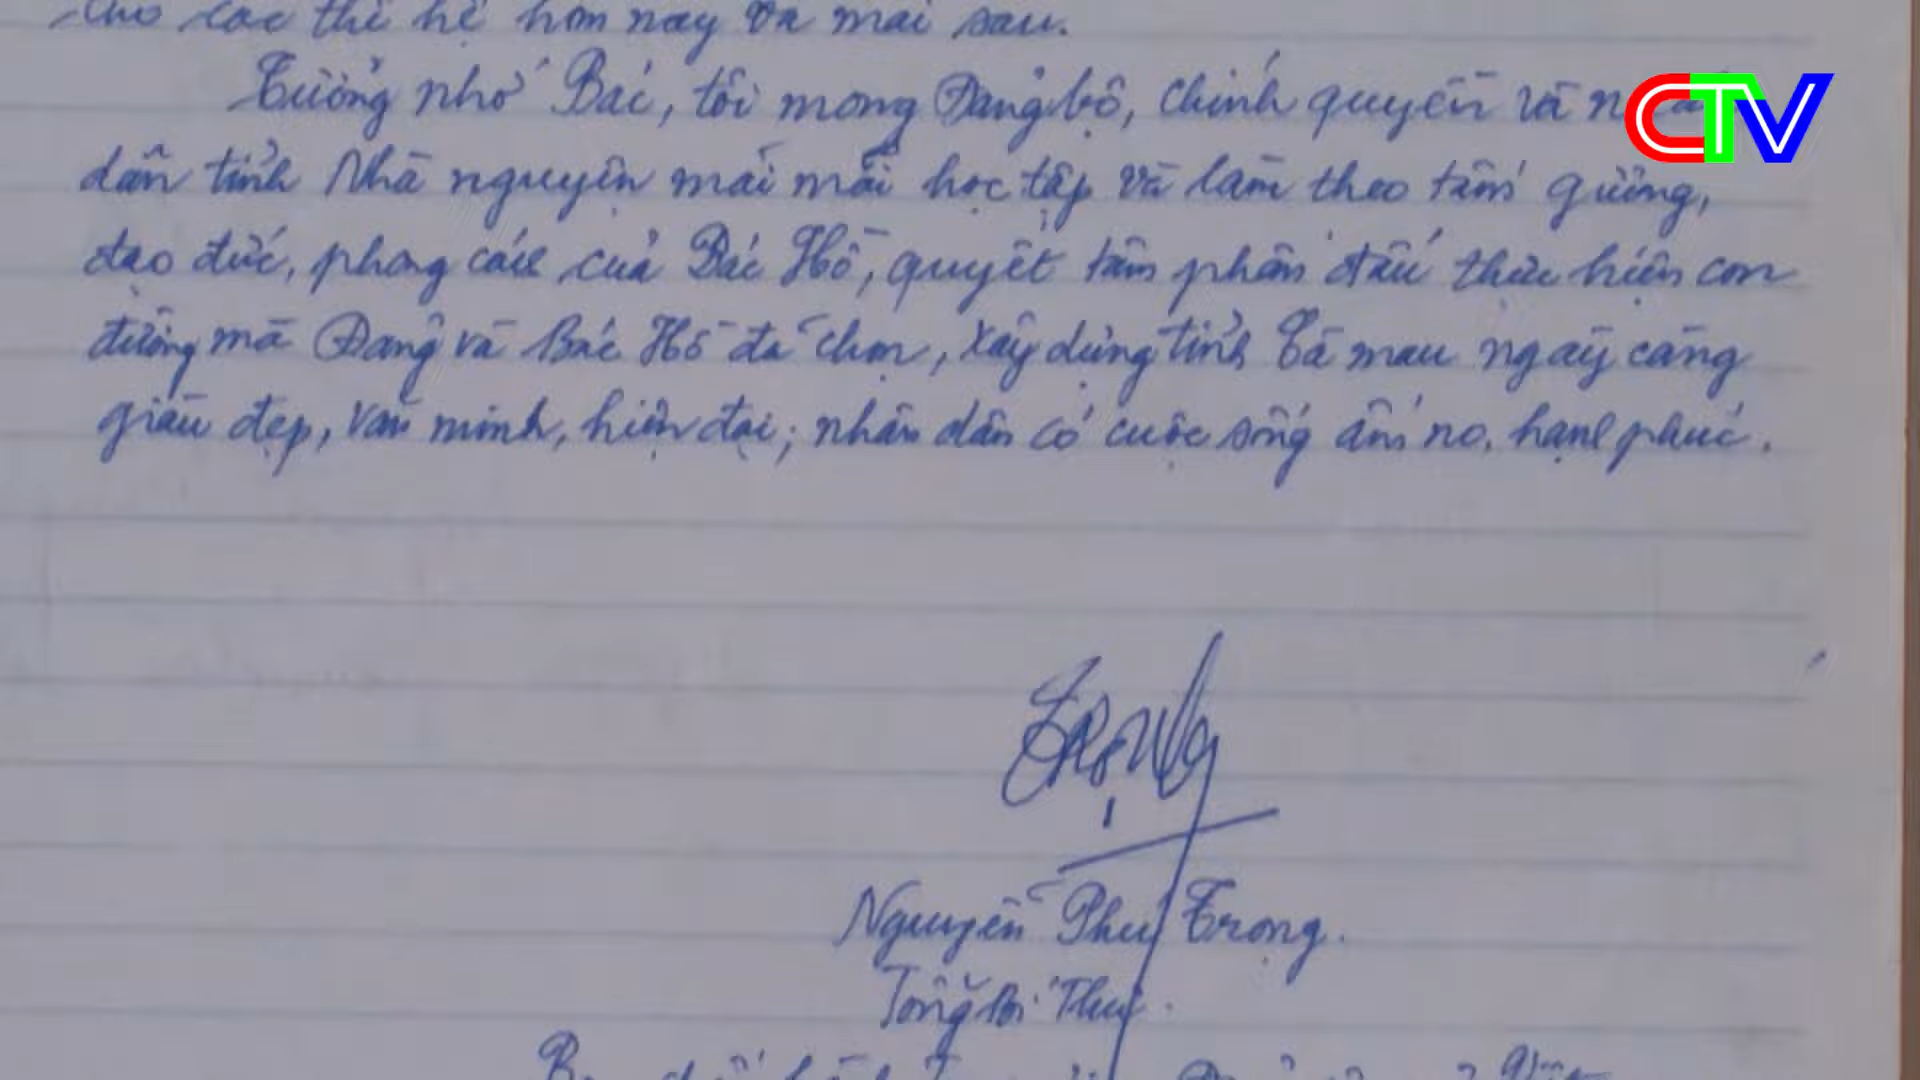 cho các thế hệ hôm nay và mai sau.
Tưởng nhớ Bác, tôi mong Đảng bộ, chính quyền và
dân tỉnh Nhà nguyện mãi mãi học tập và làm theo tấm gương,
đạo đức, phong cách của Bác Hồ, quyết tâm phấn đấu thực hiện con
đường mà Đảng và Bác Hồ đã chọn, xây dựng tỉnh Cà mau ngày càng
giàu đẹp, văn minh, hiện đại; nhân dân có cuộc sống ấm no, hạnh phúc.
CTV
Trọng
Nguyễn Phú Trọng.
Tổng Bí Thư.